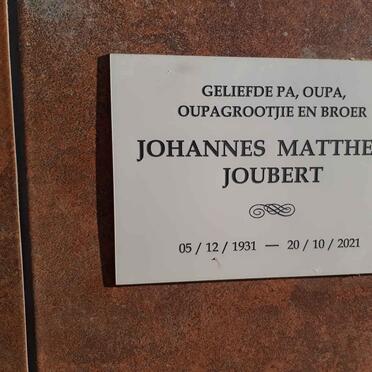 GELIEFDE PA, OUPA,
OUPAGROOTJIE EN BROER
JOHANNES
JOUBERT
05 / 12 / 1931 — 20 / 10 / 2021